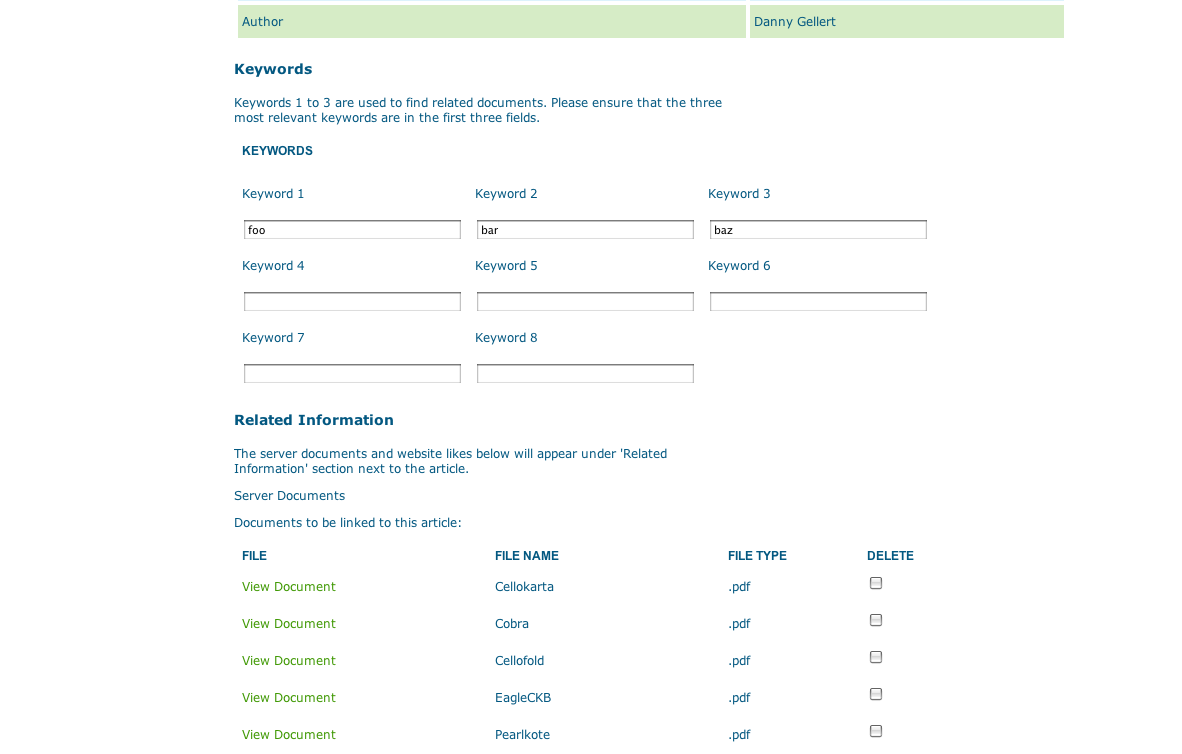 Author Danny Gellert
Keywords
Keywords 1 to 3 are used to find related documents. Please ensure that the three
most relevant keywords are in the first three fields.
KEYWORDS
Keyword 1 Keyword 2 Keyword 3
foo bar baz
Keyword 4 Keyword 5 Keyword 6
Keyword 7 Keyword 8
Related Information
The server documents and website likes below will appear under 'Related
Information' section next to the article.
Server Documents
Documents to be linked to this article:
FILE FILE NAME FILE TYPE DELETE
View Document Cellokarta .pdf
View Document Cobra .pdf
View Document Cellofold .pdf
View Document EagleCKB .pdf
View Document Pearlkote .pdf